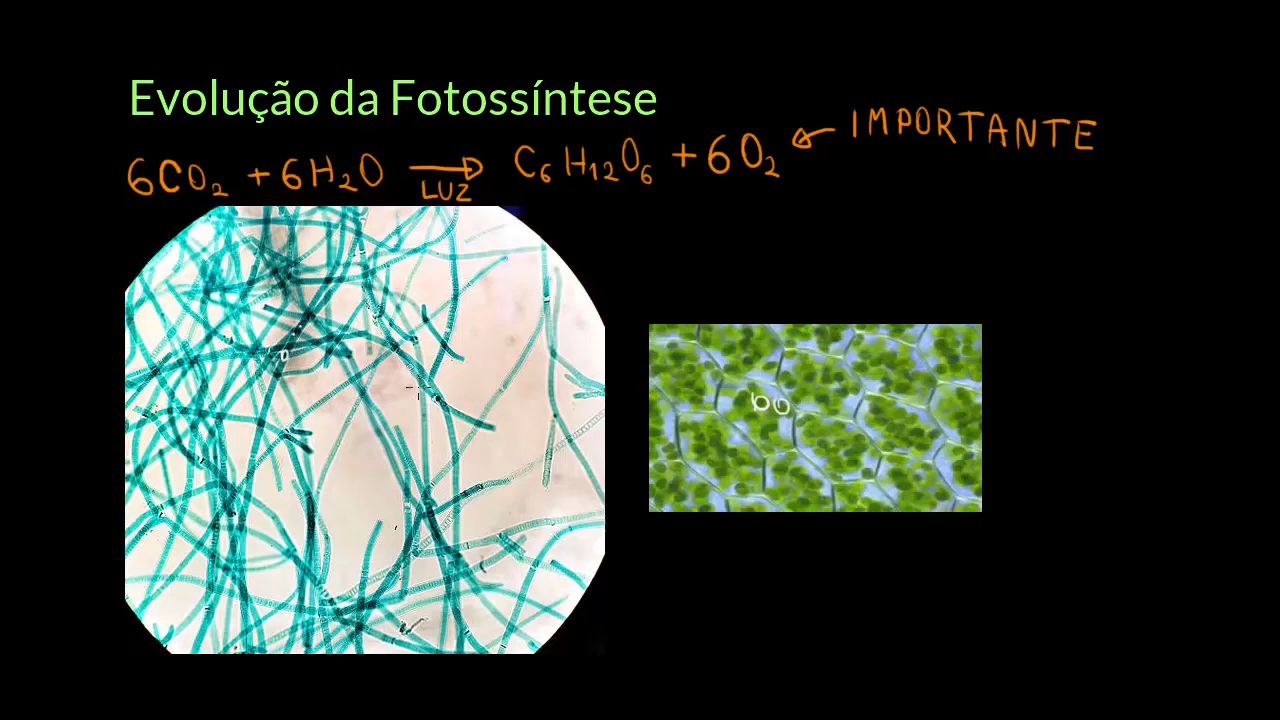 Evolução da Fotossíntese
IMPORTANTE
6CO₂ + 6H₂O → C₆H₁₂O₆ + 6O₂
LUZ